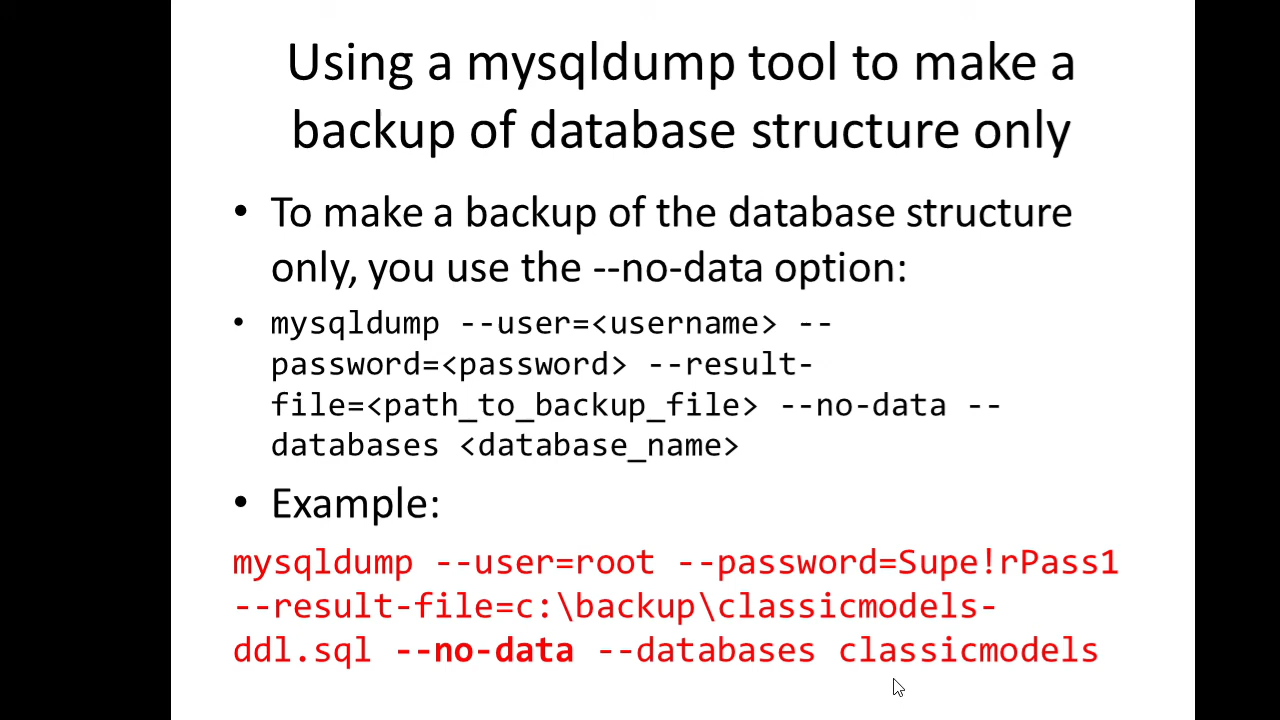 Using a mysqldump tool to make a
backup of database structure only
• To make a backup of the database structure
only, you use the --no-data option:
• mysqldump --user=<username> --
password=<password> --result-
file=<path_to_backup_file> --no-data --
databases <database_name>
• Example:
mysqldump --user=root --password=Supe!rPass1
--result-file=c:\backup\classicmodels-
ddl.sql --no-data --databases classicmodels